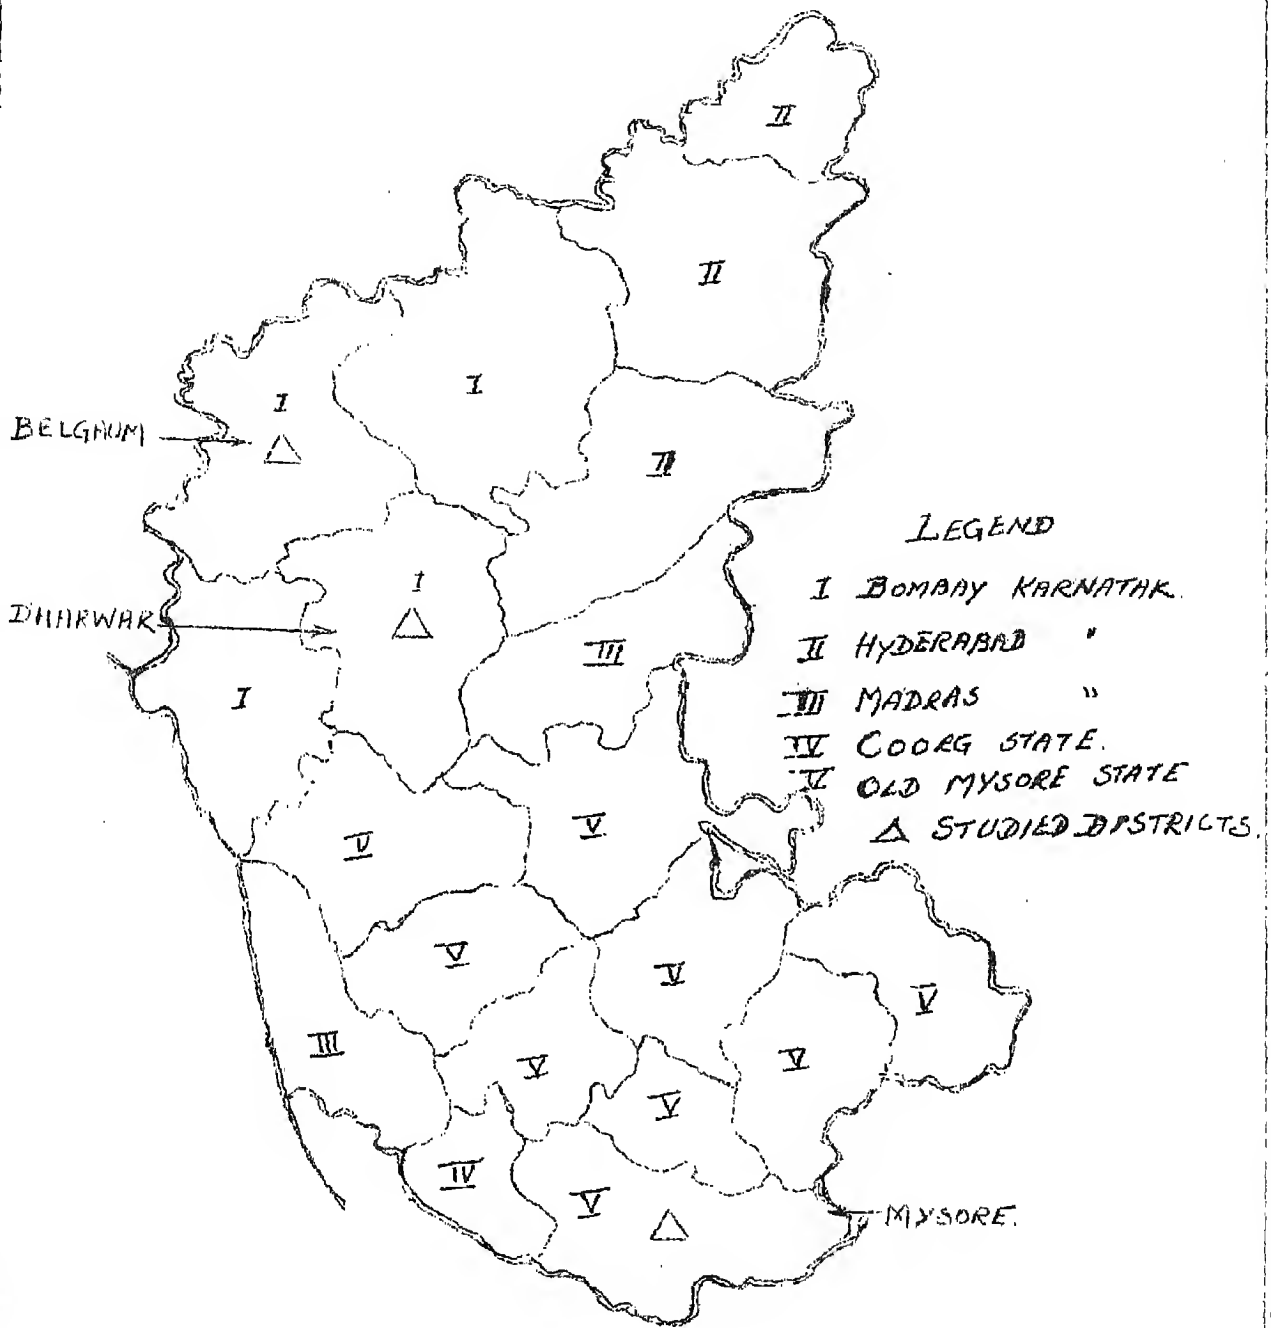 II
II
I
I
BELGAUM
II
LEGEND
I BOMBAY KARNATAK.
I
DHARWAR
II HYDERABAD "
III
I
III MADRAS "
IV COORG STATE.
V OLD MYSORE STATE
V
V
△ STUDIED DISTRICTS.
V
V
V
III
V
V
V
IV
V
MYSORE.